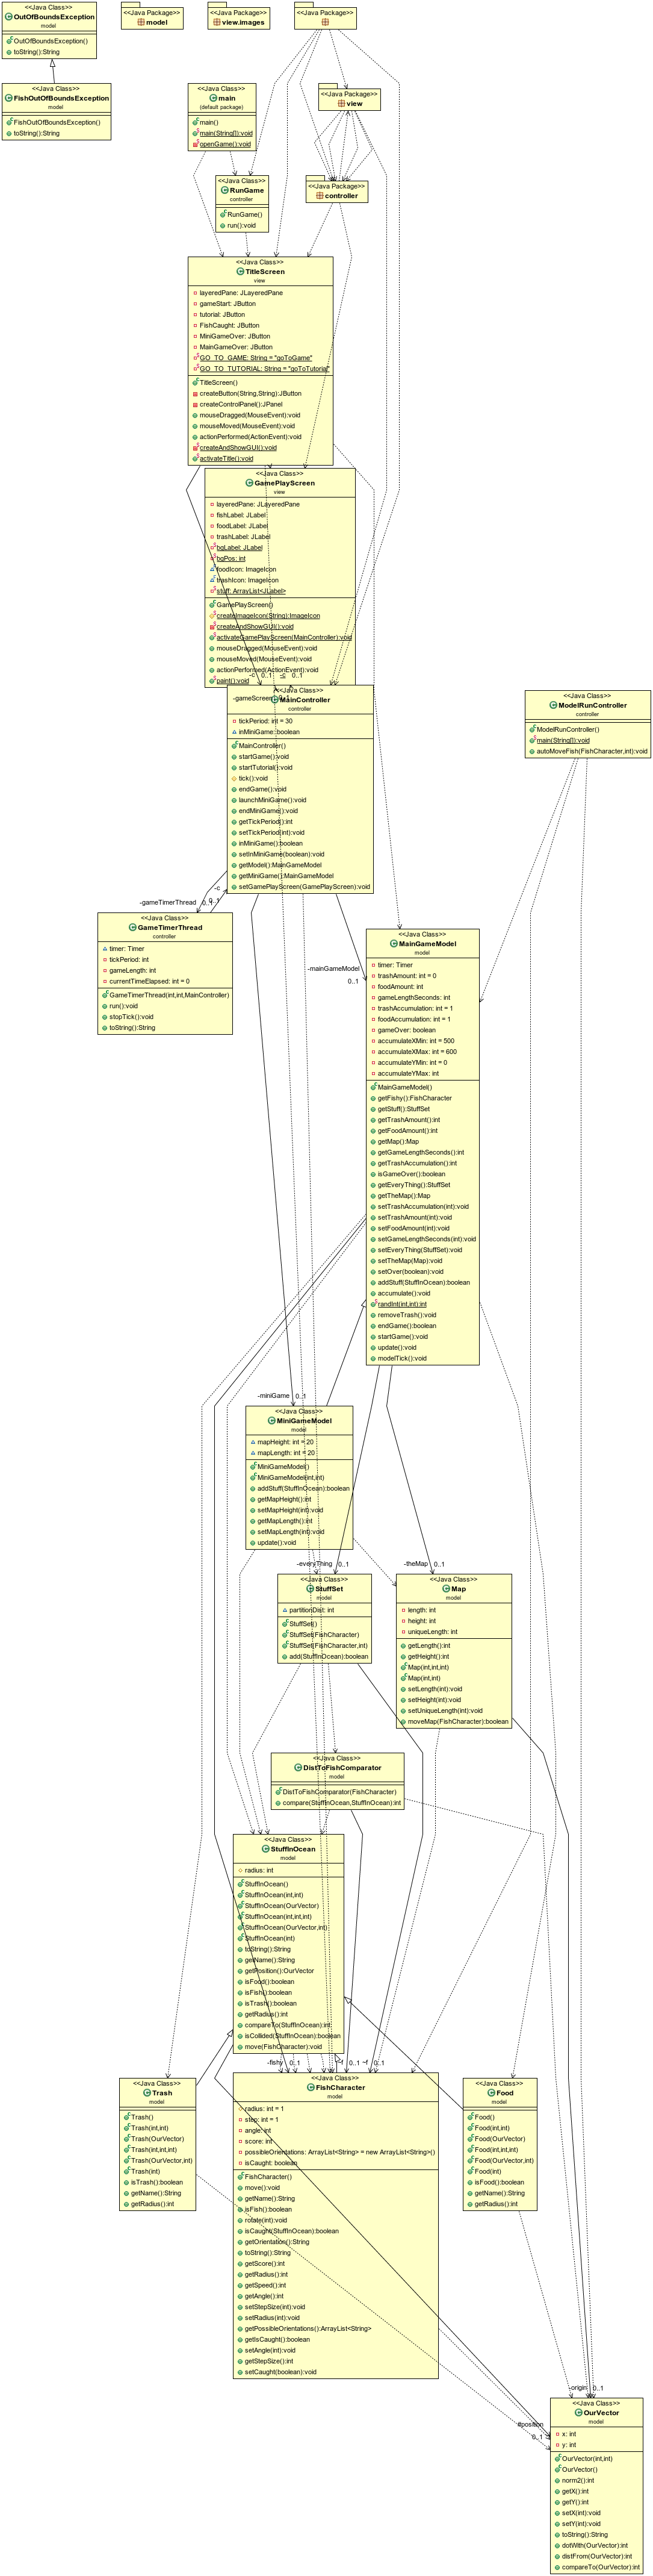 <<Java Class>>
OutOfBoundsException
model
OutOfBoundsException()
toString():String
<<Java Package>>
model
<<Java Package>>
view.images
<<Java Package>>
<<Java Class>>
FishOutOfBoundsException
model
FishOutOfBoundsException()
toString():String
<<Java Class>>
main
(default package)
main()
main(String[]):void
openGame():void
<<Java Package>>
view
<<Java Class>>
RunGame
controller
RunGame()
run():void
<<Java Package>>
controller
<<Java Class>>
TitleScreen
view
layeredPane: JLayeredPane
gameStart: JButton
tutorial: JButton
FishCaught: JButton
MiniGameOver: JButton
MainGameOver: JButton
GO_TO_GAME: String = "goToGame"
GO_TO_TUTORIAL: String = "goToTutorial"
TitleScreen()
createButton(String,String):JButton
createControlPanel():JPanel
mouseDragged(MouseEvent):void
mouseMoved(MouseEvent):void
actionPerformed(ActionEvent):void
createAndShowGUI():void
activateTitle():void
<<Java Class>>
GamePlayScreen
view
layeredPane: JLayeredPane
fishLabel: JLabel
foodLabel: JLabel
trashLabel: JLabel
bgLabel: JLabel
bgPos: int
foodIcon: ImageIcon
trashIcon: ImageIcon
stuff: ArrayList<JLabel>
GamePlayScreen()
createImageIcon(String):ImageIcon
createAndShowGUI():void
activateGamePlayScreen(MainController):void
mouseDragged(MouseEvent):void
mouseMoved(MouseEvent):void
actionPerformed(ActionEvent):void
paint():void
-c 0..1
-c 0..1
-gameScreen 0..1
<<Java Class>>
MainController
controller
tickPeriod: int = 30
inMiniGame: boolean
MainController()
startGame():void
startTutorial():void
tick():void
endGame():void
launchMiniGame():void
endMiniGame():void
getTickPeriod():int
setTickPeriod(int):void
inMiniGame():boolean
setInMiniGame(boolean):void
getModel():MainGameModel
getMiniGame():MainGameModel
setGamePlayScreen(GamePlayScreen):void
<<Java Class>>
ModelRunController
controller
ModelRunController()
main(String[]):void
autoMoveFish(FishCharacter,int):void
-c
0..1
-gameTimerThread 0..1
<<Java Class>>
GameTimerThread
controller
timer: Timer
tickPeriod: int
gameLength: int
currentTimeElapsed: int = 0
GameTimerThread(int,int,MainController)
run():void
stopTick():void
toString():String
-mainGameModel
0..1
<<Java Class>>
MainGameModel
model
timer: Timer
trashAmount: int = 0
foodAmount: int
gameLengthSeconds: int
trashAccumulation: int = 1
foodAccumulation: int = 1
gameOver: boolean
accumulateXMin: int = 500
accumulateXMax: int = 600
accumulateYMin: int = 0
accumulateYMax: int
MainGameModel()
getFishy():FishCharacter
getStuff():StuffSet
getTrashAmount():int
getFoodAmount():int
getMap():Map
getGameLengthSeconds():int
getTrashAccumulation():int
isGameOver():boolean
getEveryThing():StuffSet
getTheMap():Map
setTrashAccumulation(int):void
setTrashAmount(int):void
setFoodAmount(int):void
setGameLengthSeconds(int):void
setEveryThing(StuffSet):void
setTheMap(Map):void
setOver(boolean):void
addStuff(StuffInOcean):boolean
accumulate():void
randInt(int,int):int
removeTrash():void
endGame():boolean
startGame():void
update():void
modelTick():void
-miniGame 0..1
<<Java Class>>
MiniGameModel
model
mapHeight: int = 20
mapLength: int = 20
MiniGameModel()
MiniGameModel(int,int)
addStuff(StuffInOcean):boolean
getMapHeight():int
setMapHeight(int):void
getMapLength():int
setMapLength(int):void
update():void
-everyThing 0..1
<<Java Class>>
StuffSet
model
partitionDist: int
StuffSet()
StuffSet(FishCharacter)
StuffSet(FishCharacter,int)
add(StuffInOcean):boolean
-theMap 0..1
<<Java Class>>
Map
model
length: int
height: int
uniqueLength: int
getLength():int
getHeight():int
Map(int,int,int)
Map(int,int)
setLength(int):void
setHeight(int):void
setUniqueLength(int):void
moveMap(FishCharacter):boolean
<<Java Class>>
DistToFishComparator
model
DistToFishComparator(FishCharacter)
compare(StuffInOcean,StuffInOcean):int
<<Java Class>>
StuffInOcean
model
radius: int
StuffInOcean()
StuffInOcean(int,int)
StuffInOcean(OurVector)
StuffInOcean(int,int,int)
StuffInOcean(OurVector,int)
StuffInOcean(int)
toString():String
getName():String
getPosition():OurVector
isFood():boolean
isFish():boolean
isTrash():boolean
getRadius():int
compareTo(StuffInOcean):int
isCollided(StuffInOcean):boolean
move(FishCharacter):void
-fishy 0..1
0..1
~f 0..1
<<Java Class>>
Trash
model
Trash()
Trash(int,int)
Trash(OurVector)
Trash(int,int,int)
Trash(OurVector,int)
Trash(int)
isTrash():boolean
getName():String
getRadius():int
<<Java Class>>
FishCharacter
model
radius: int = 1
step: int = 1
angle: int
score: int
possibleOrientations: ArrayList<String> = new ArrayList<String>()
isCaught: boolean
FishCharacter()
move():void
getName():String
isFish():boolean
rotate(int):void
isCaught(StuffInOcean):boolean
getOrientation():String
toString():String
getScore():int
getRadius():int
getSpeed():int
getAngle():int
setStepSize(int):void
setRadius(int):void
getPossibleOrientations():ArrayList<String>
getIsCaught():boolean
setAngle(int):void
getStepSize():int
setCaught(boolean):void
<<Java Class>>
Food
model
Food()
Food(int,int)
Food(OurVector)
Food(int,int,int)
Food(OurVector,int)
Food(int)
isFood():boolean
getName():String
getRadius():int
-origin 0..1
#position
0..1
<<Java Class>>
OurVector
model
x: int
y: int
OurVector(int,int)
OurVector()
norm2():int
getX():int
getY():int
setX(int):void
setY(int):void
toString():String
dotWith(OurVector):int
distFrom(OurVector):int
compareTo(OurVector):int